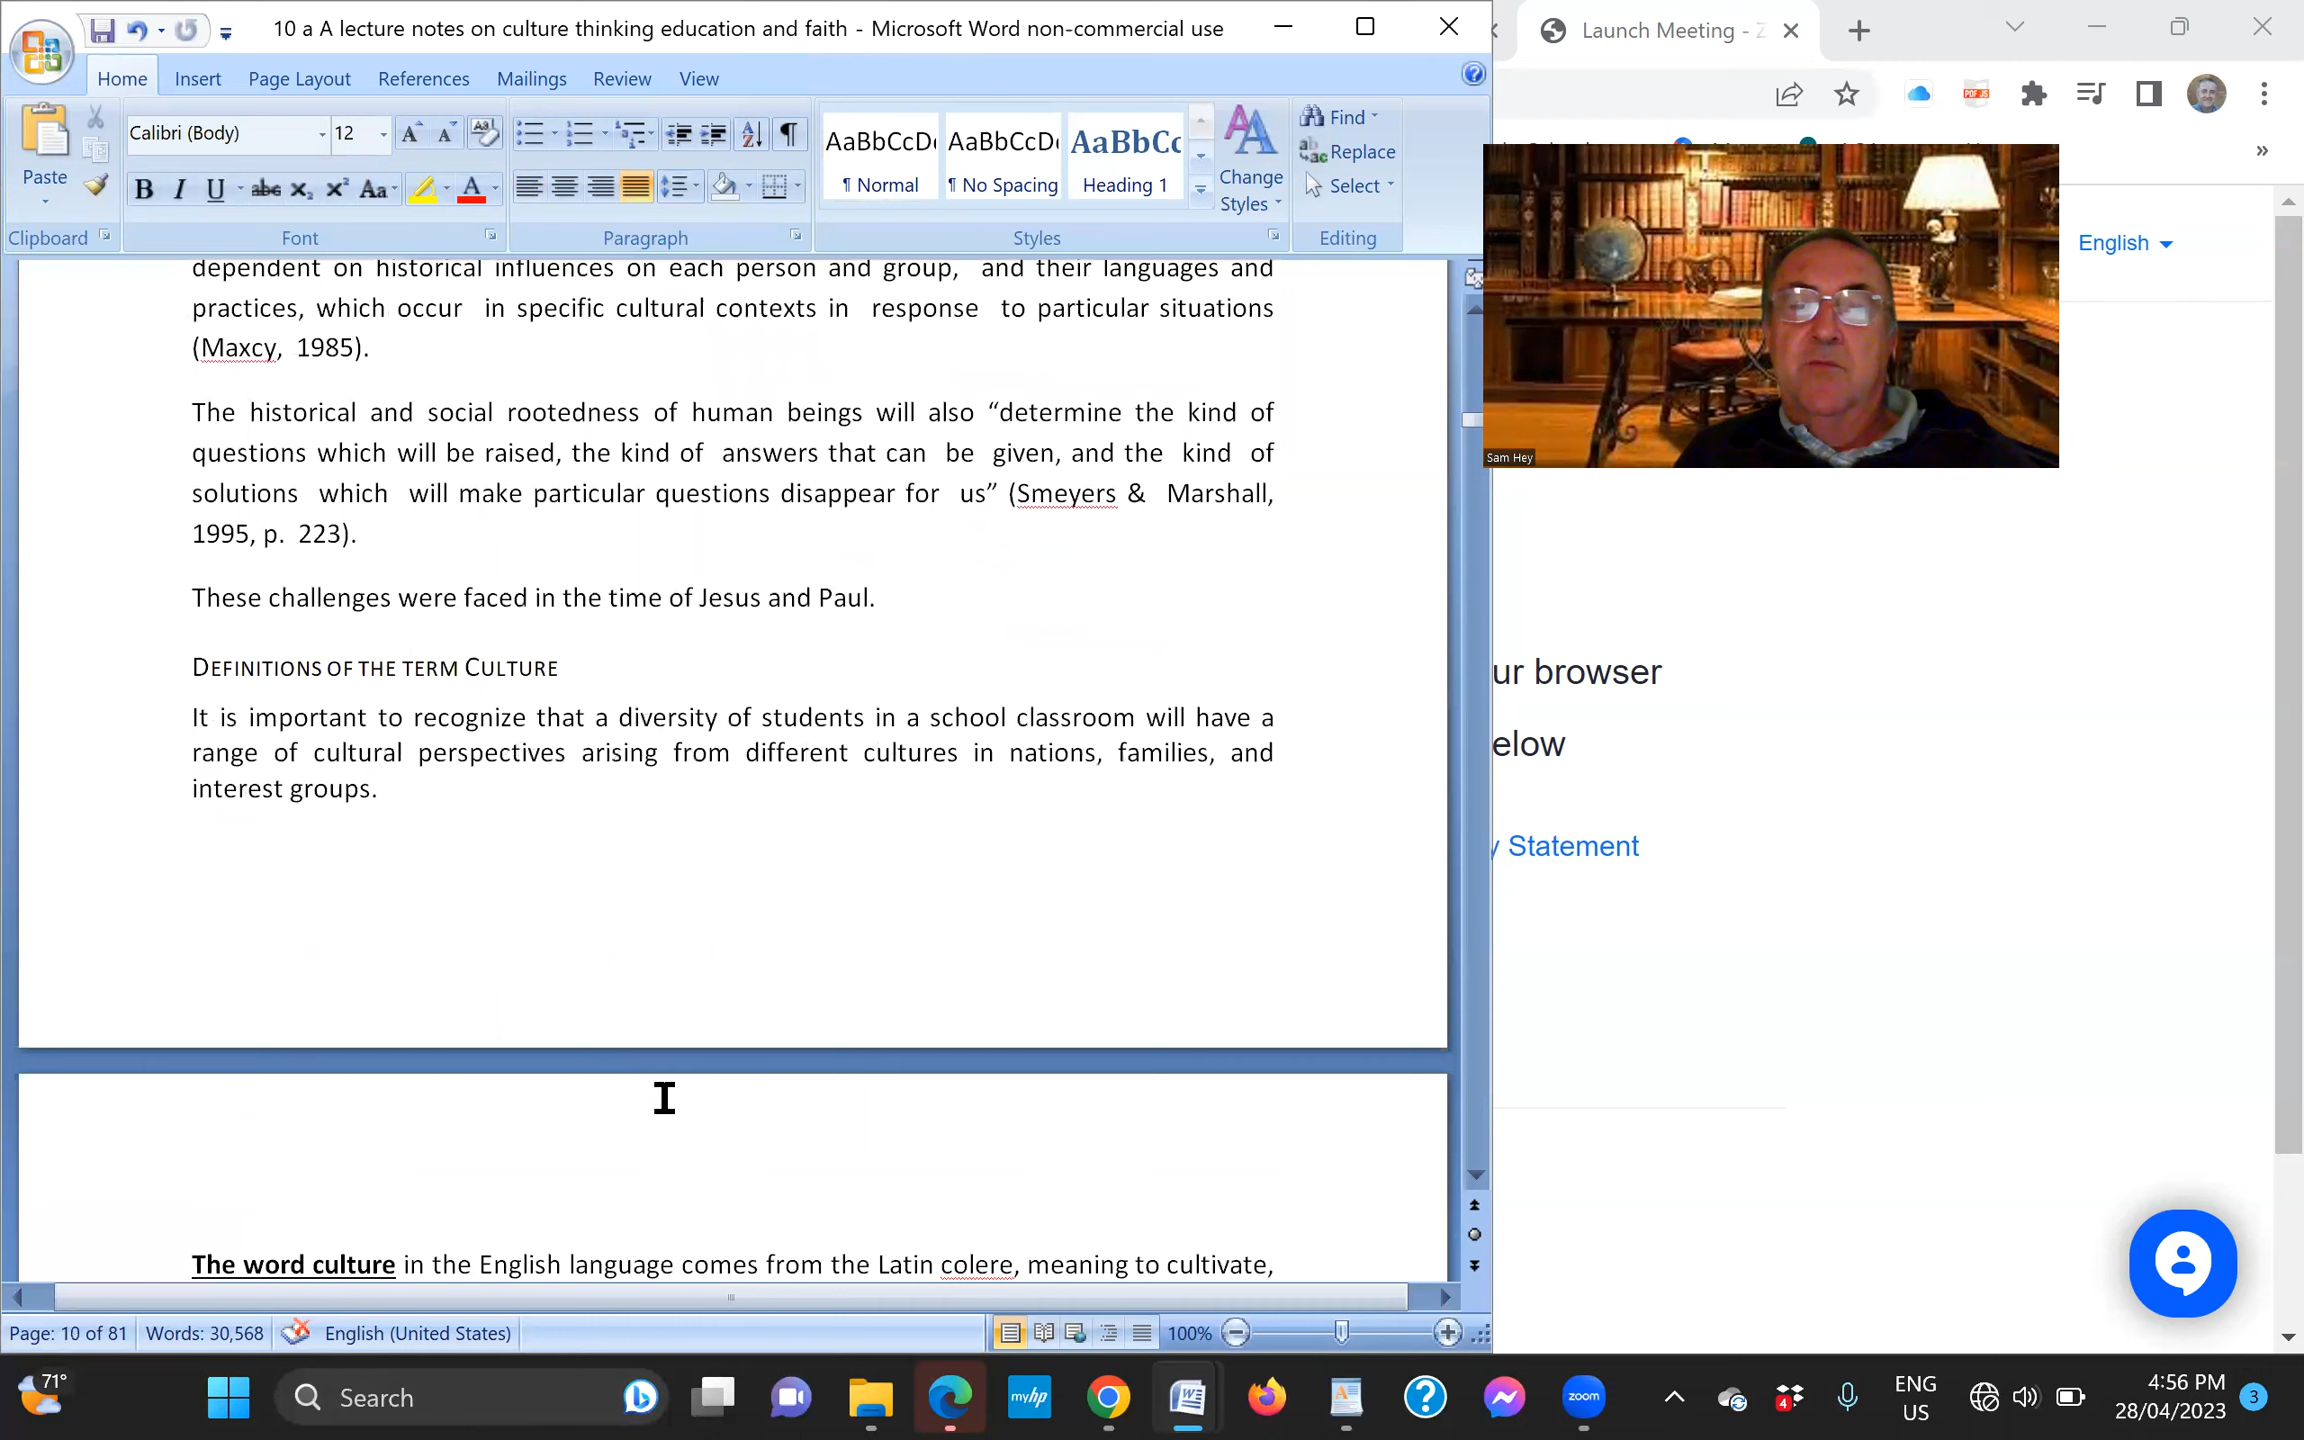 10 a A lecture notes on culture thinking education and faith - Microsoft Word non-commercial use
Launch Meeting - Z
Home Insert Page Layout References Mailings Review View
Paste
Clipboard
Calibri (Body) 12
Font
Paragraph
AaBbCcDc AaBbCcDc AaBbCc
¶ Normal ¶ No Spacing Heading 1
Change Styles
Styles
Find
Replace
Select
Editing
English
Sam Hey
dependent on historical influences on each person and group, and their languages and
practices, which occur in specific cultural contexts in response to particular situations
(Maxcy, 1985).
The historical and social rootedness of human beings will also “determine the kind of
questions which will be raised, the kind of answers that can be given, and the kind of
solutions which will make particular questions disappear for us” (Smeyers & Marshall,
1995, p. 223).
These challenges were faced in the time of Jesus and Paul.
DEFINITIONS OF THE TERM CULTURE
It is important to recognize that a diversity of students in a school classroom will have a
range of cultural perspectives arising from different cultures in nations, families, and
interest groups.
The word culture in the English language comes from the Latin colere, meaning to cultivate,
ur browser
elow
y Statement
Page: 10 of 81 Words: 30,568 English (United States) 100%
71° Search myhp zoom 4 ENG US 4:56 PM 28/04/2023 3